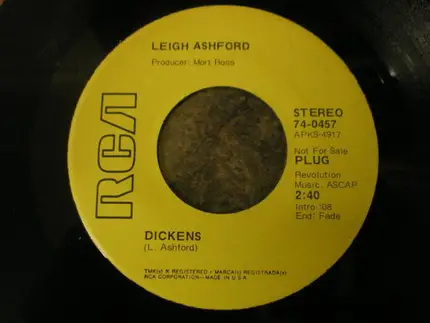 LEIGH ASHFORD
Producer: Mors Ross
RCA
STEREO
74-0457
APKS-4917
Not For Sale
PLUG
Revolution
Music, ASCAP
2:40
Intro :08
End: Fade
DICKENS
(L. Ashford)
TMK(s) ® REGISTERED • MARCA(s) REGISTRADA(s)
RCA CORPORATION—MADE IN U.S.A.